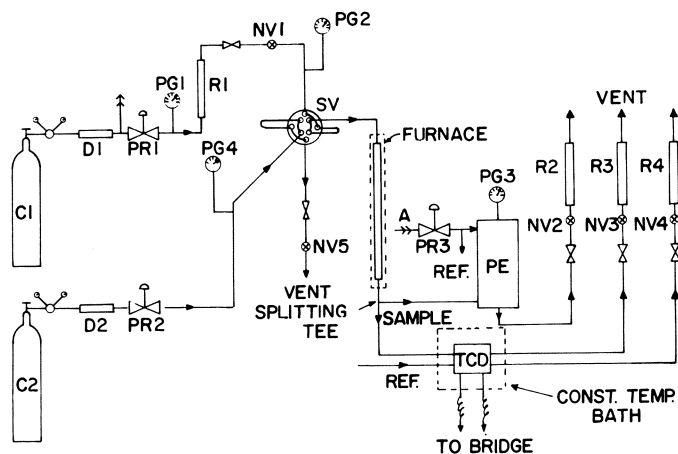 NV1
PG2
PG1
R1
SV
VENT
D1
PR1
PG4
FURNACE
R2
R3
R4
PG3
C1
A
PR3
REF.
PE
NV2
NV3
NV4
NV5
VENT
SPLITTING
TEE
SAMPLE
D2
PR2
TCD
REF.
C2
CONST. TEMP.
BATH
TO BRIDGE